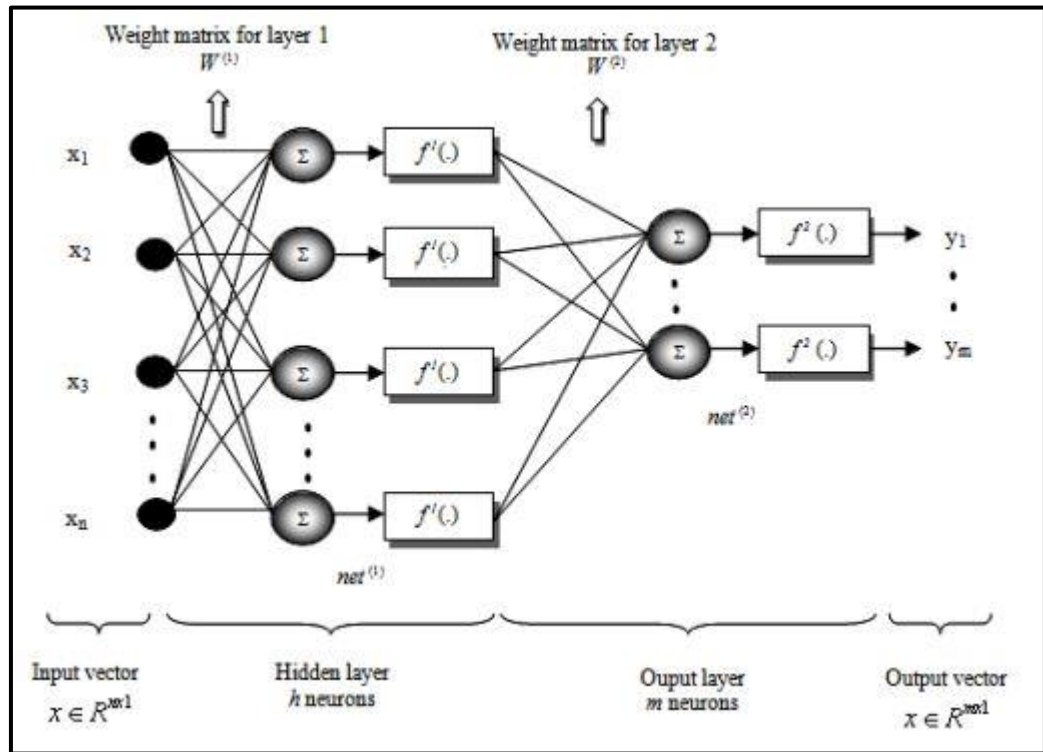 Weight matrix for layer 1
W⁽¹⁾
Weight matrix for layer 2
W⁽²⁾
x₁
Σ
f¹(.)
x₂
Σ
f¹(.)
Σ
f²(.)
y₁
x₃
Σ
f¹(.)
Σ
f²(.)
yₘ
net⁽²⁾
xₙ
Σ
f¹(.)
net⁽¹⁾
Input vector
x ∈ Rⁿˣ¹
Hidden layer
h neurons
Ouput layer
m neurons
Output vector
x ∈ Rᵐˣ¹